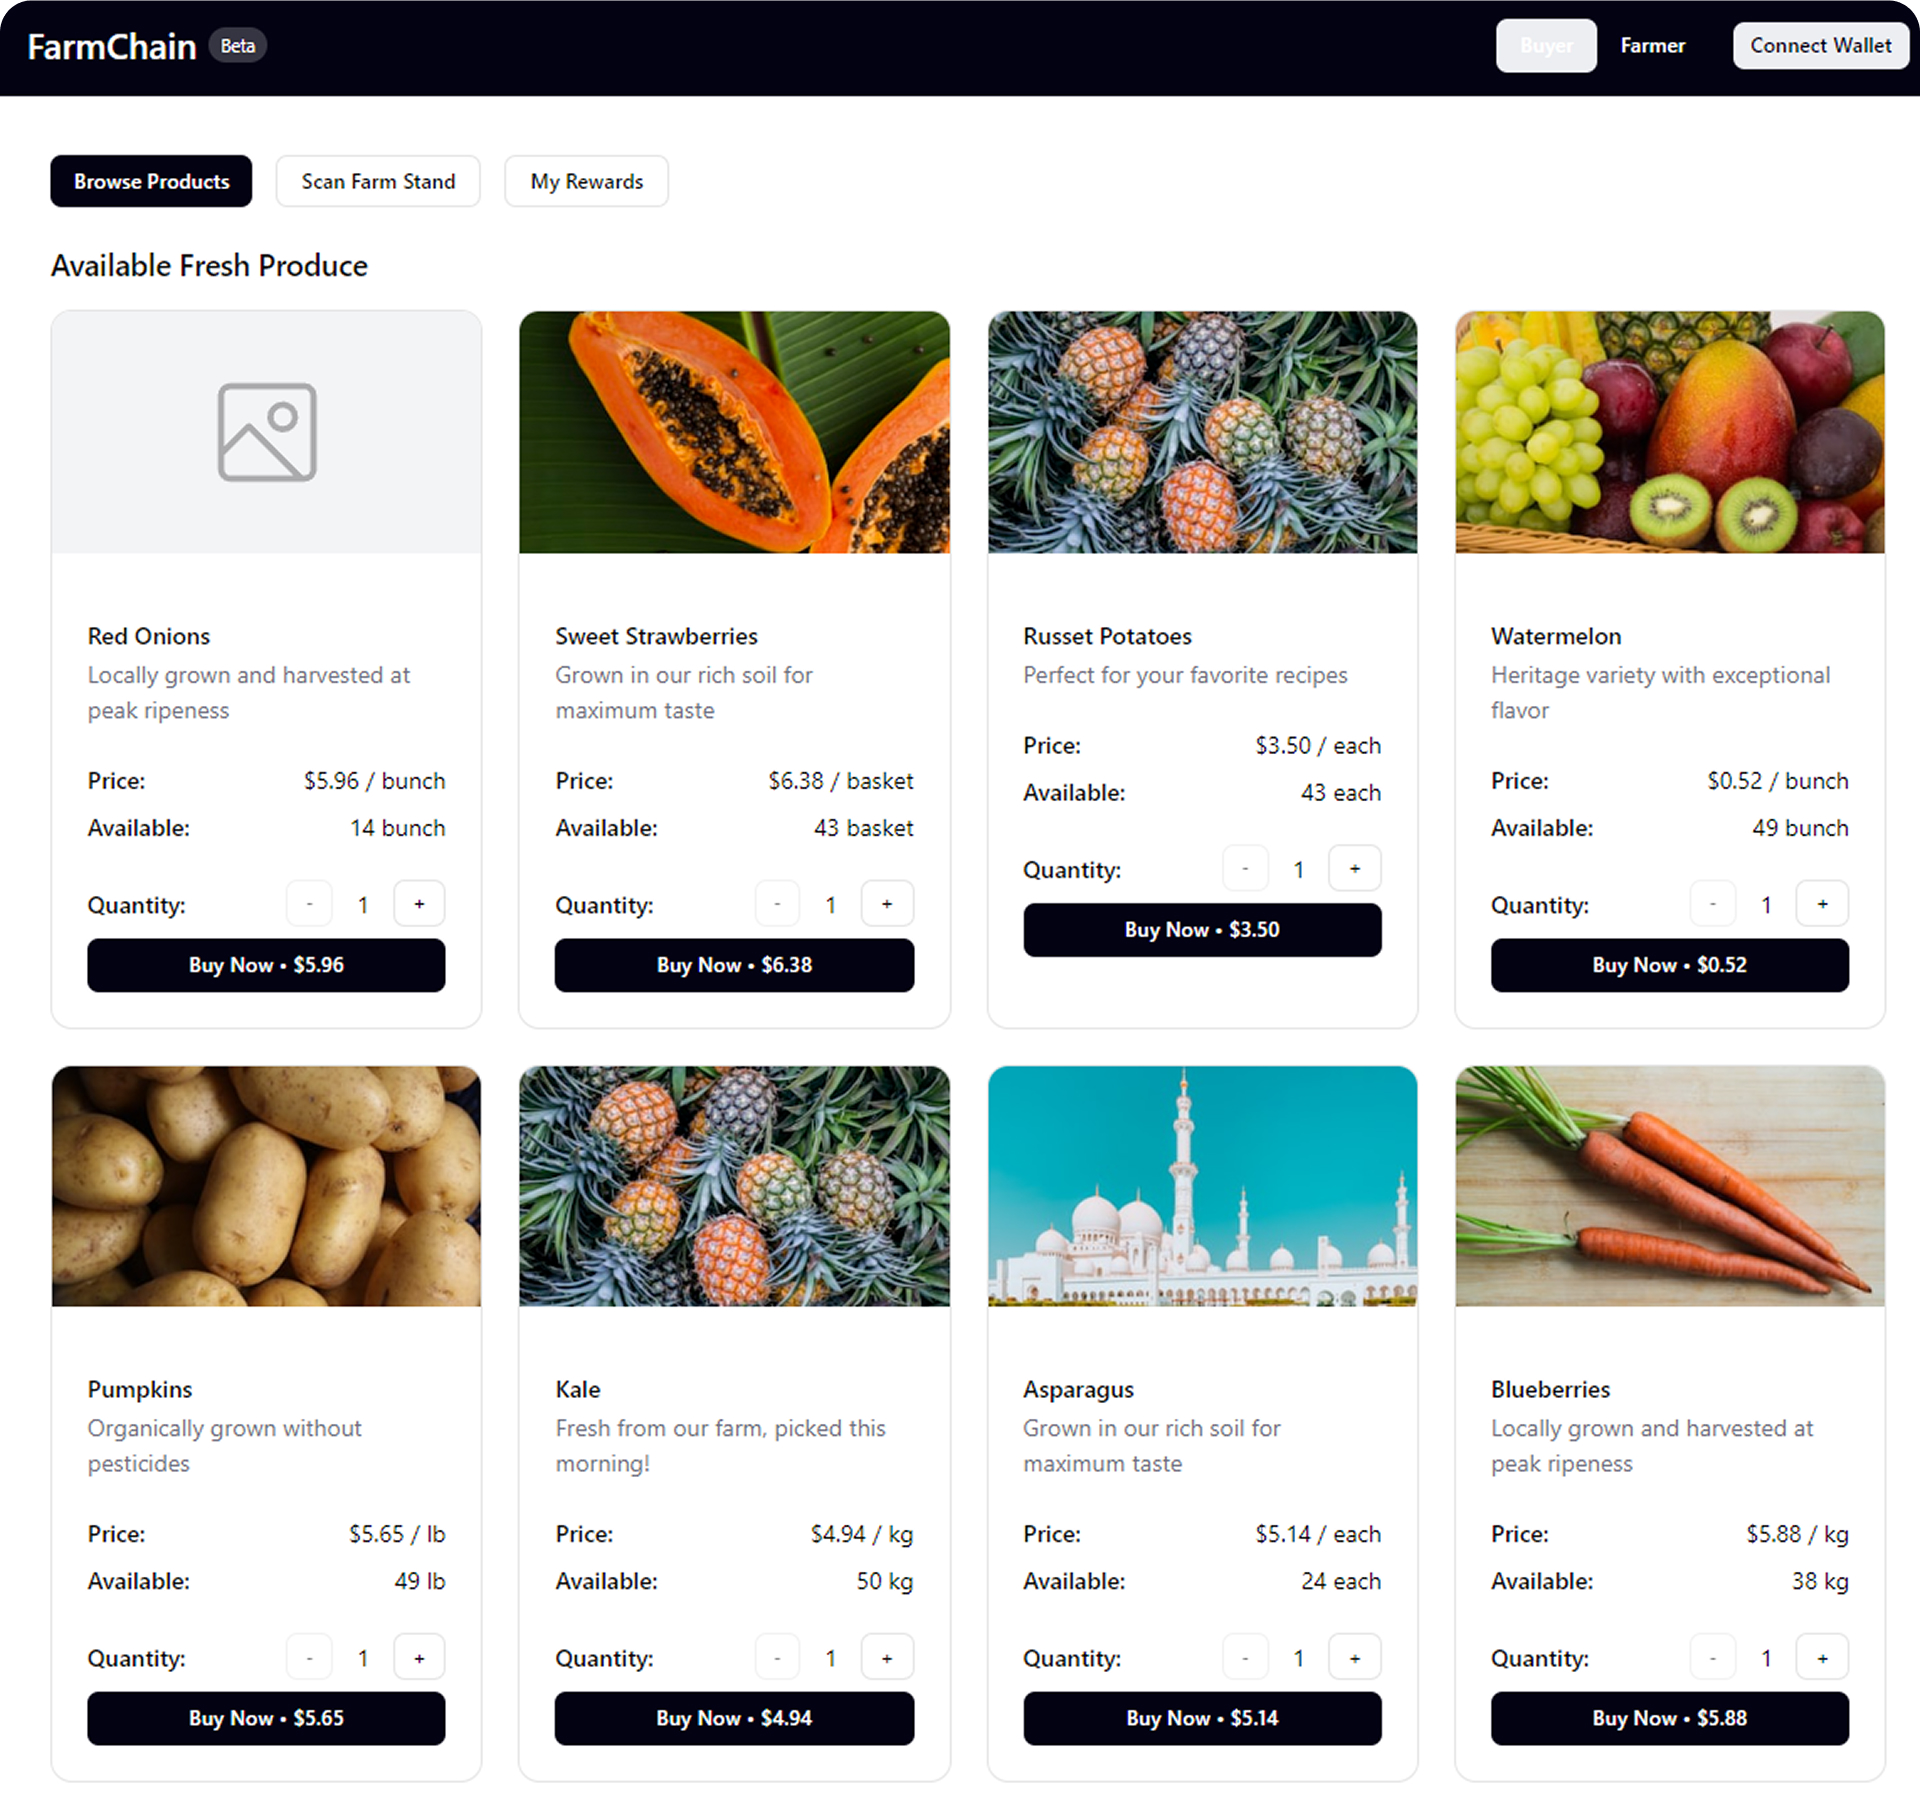 FarmChain Beta
Buyer Farmer Connect Wallet
Browse Products Scan Farm Stand My Rewards
Available Fresh Produce
Red Onions
Locally grown and harvested at
peak ripeness
Price: $5.96 / bunch
Available: 14 bunch
Quantity: - 1 +
Buy Now • $5.96
Sweet Strawberries
Grown in our rich soil for
maximum taste
Price: $6.38 / basket
Available: 43 basket
Quantity: - 1 +
Buy Now • $6.38
Russet Potatoes
Perfect for your favorite recipes
Price: $3.50 / each
Available: 43 each
Quantity: - 1 +
Buy Now • $3.50
Watermelon
Heritage variety with exceptional
flavor
Price: $0.52 / bunch
Available: 49 bunch
Quantity: - 1 +
Buy Now • $0.52
Pumpkins
Organically grown without
pesticides
Price: $5.65 / lb
Available: 49 lb
Quantity: - 1 +
Buy Now • $5.65
Kale
Fresh from our farm, picked this
morning!
Price: $4.94 / kg
Available: 50 kg
Quantity: - 1 +
Buy Now • $4.94
Asparagus
Grown in our rich soil for
maximum taste
Price: $5.14 / each
Available: 24 each
Quantity: - 1 +
Buy Now • $5.14
Blueberries
Locally grown and harvested at
peak ripeness
Price: $5.88 / kg
Available: 38 kg
Quantity: - 1 +
Buy Now • $5.88